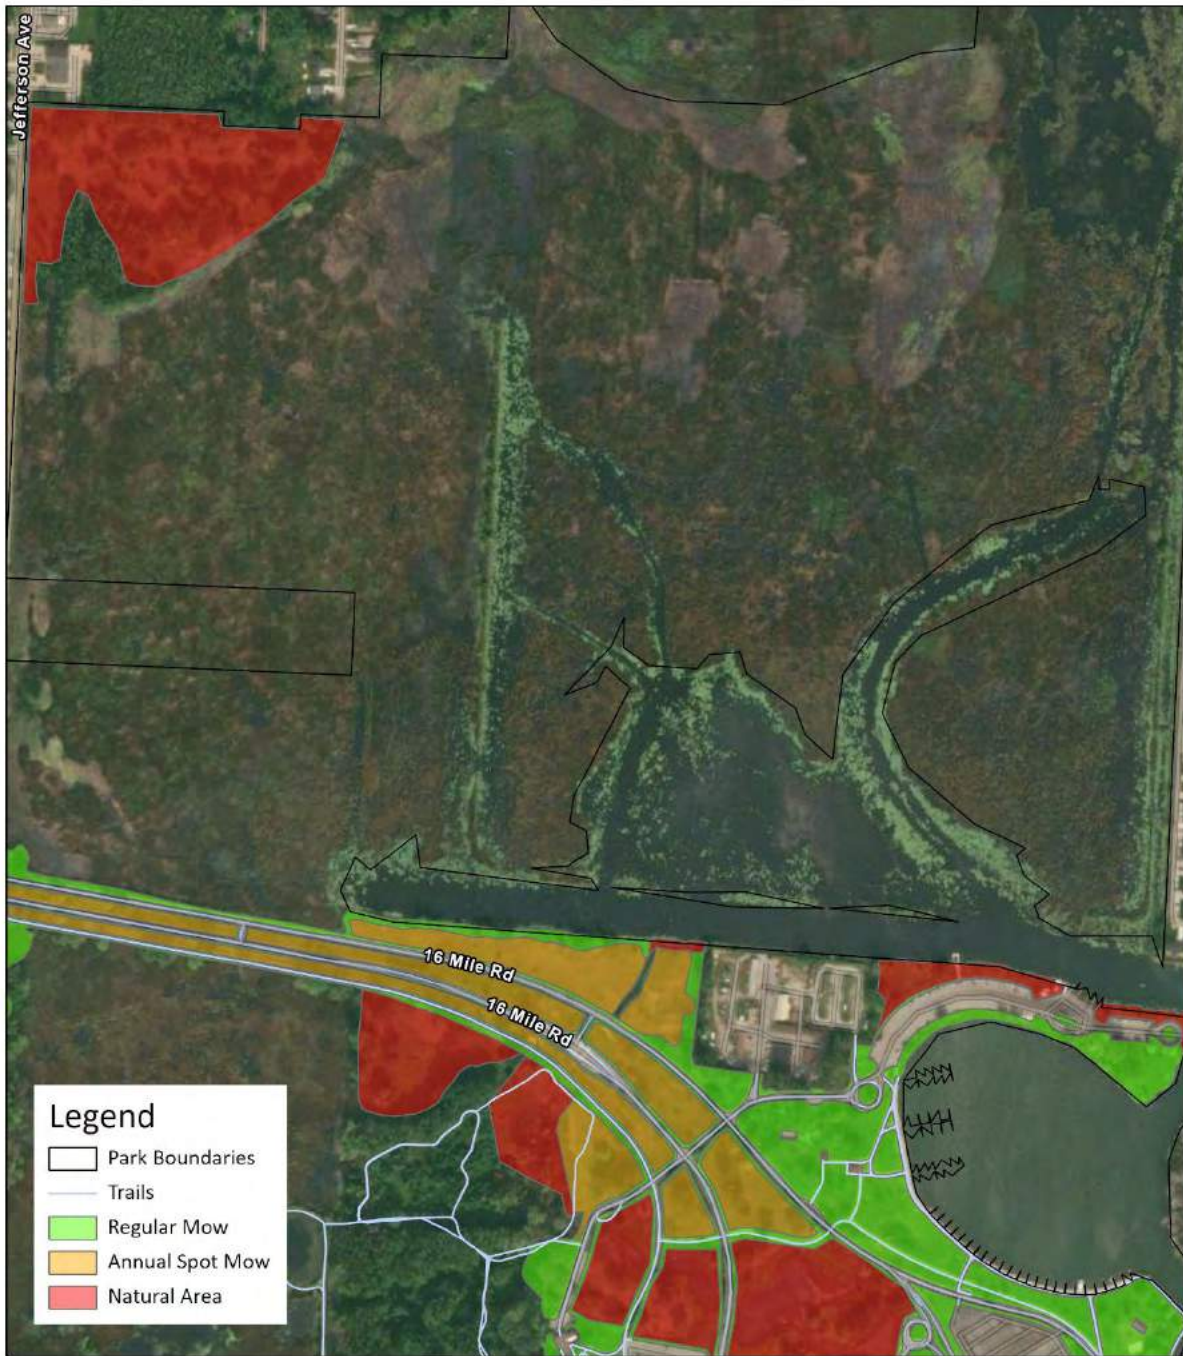 Jefferson Ave
16 Mile Rd
16 Mile Rd
Legend
Park Boundaries
Trails
Regular Mow
Annual Spot Mow
Natural Area